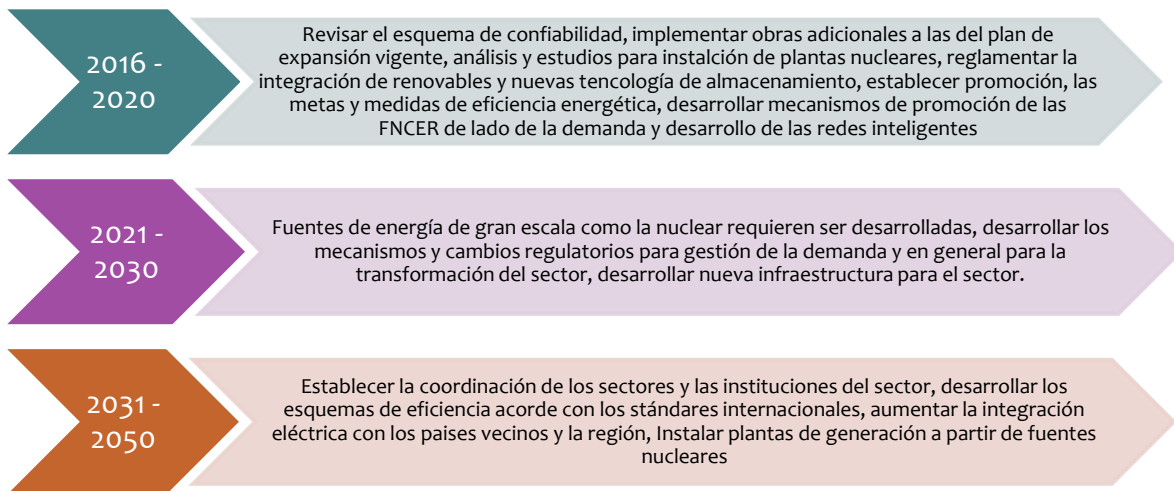 2016 -
2020
Revisar el esquema de confiabilidad, implementar obras adicionales a las del plan de
expansión vigente, análisis y estudios para instalción de plantas nucleares, reglamentar la
integración de renovables y nuevas tencología de almacenamiento, establecer promoción, las
metas y medidas de eficiencia energética, desarrollar mecanismos de promoción de las
FNCER de lado de la demanda y desarrollo de las redes inteligentes
2021 -
2030
Fuentes de energía de gran escala como la nuclear requieren ser desarrolladas, desarrollar los
mecanismos y cambios regulatorios para gestión de la demanda y en general para la
transformación del sector, desarrollar nueva infraestructura para el sector.
2031 -
2050
Establecer la coordinación de los sectores y las instituciones del sector, desarrollar los
esquemas de eficiencia acorde con los stándares internacionales, aumentar la integración
eléctrica con los paises vecinos y la región, Instalar plantas de generación a partir de fuentes
nucleares